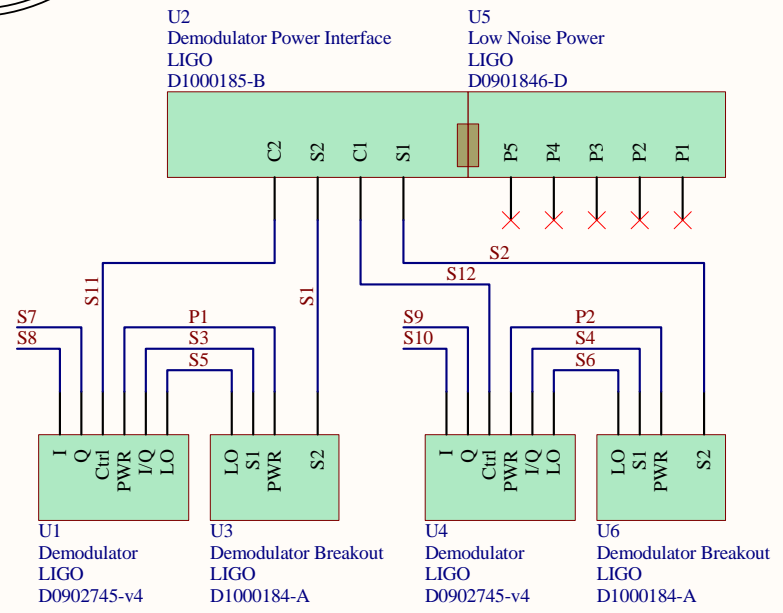 U2
Demodulator Power Interface
LIGO
D1000185-B
U5
Low Noise Power
LIGO
D0901846-D
C2 S2 C1 S1 P5 P4 P3 P2 P1
S2
S12
S11
S1
S7
S8
P1
S3
S5
S9
S10
P2
S4
S6
I Q Ctrl PWR I/Q LO
LO S1 PWR S2
I Q Ctrl PWR I/Q LO
LO S1 PWR S2
U1
Demodulator
LIGO
D0902745-v4
U3
Demodulator Breakout
LIGO
D1000184-A
U4
Demodulator
LIGO
D0902745-v4
U6
Demodulator Breakout
LIGO
D1000184-A